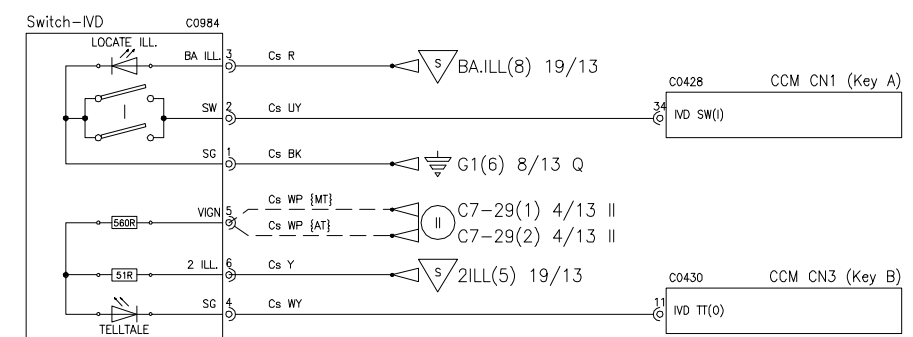 Switch-IVD C0984
LOCATE ILL.
BA ILL. 3 Cs R S BA.ILL(8) 19/13
C0428 CCM CN1 (Key A)
SW 2 Cs UY 34 IVD SW(I)
I
SG 1 Cs BK G1(6) 8/13 Q
Cs WP {MT} C7-29(1) 4/13 II
560R VIGN 5 II
Cs WP {AT} C7-29(2) 4/13 II
51R 2 ILL. 6 Cs Y S 2ILL(5) 19/13
C0430 CCM CN3 (Key B)
SG 4 Cs WY 11 IVD TT(O)
TELLTALE